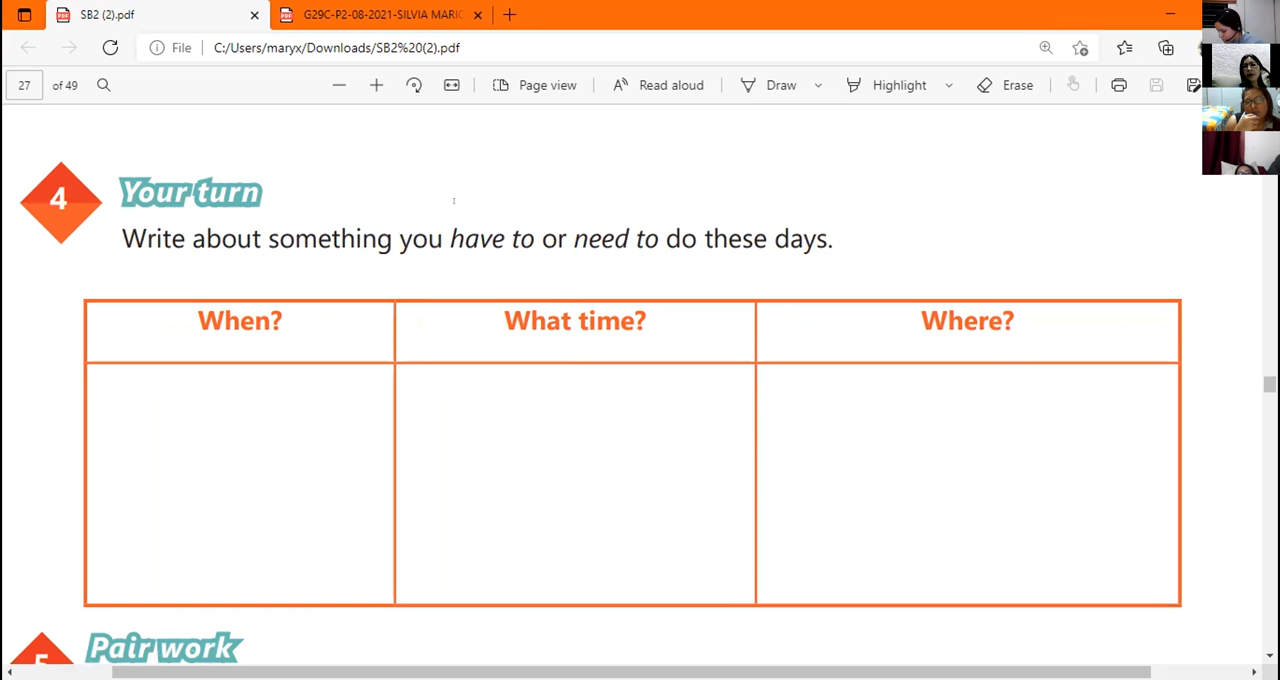 SB2 (2).pdf
G29C-P2-08-2021-SILVIA MARIC
File
C:/Users/maryx/Downloads/SB2%20(2).pdf
27 of 49
Page view
Read aloud
Draw
Highlight
Erase
4
Your turn
Write about something you have to or need to do these days.
When? What time? Where?
5
Pair work